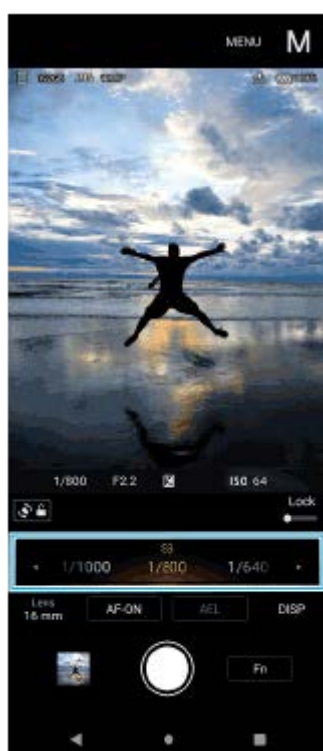 MENU M
1/800 F2.2 ISO 64
Lock
SS
1/1000 1/800 1/640
Lens
16 mm
AF-ON AEL DISP
Fn